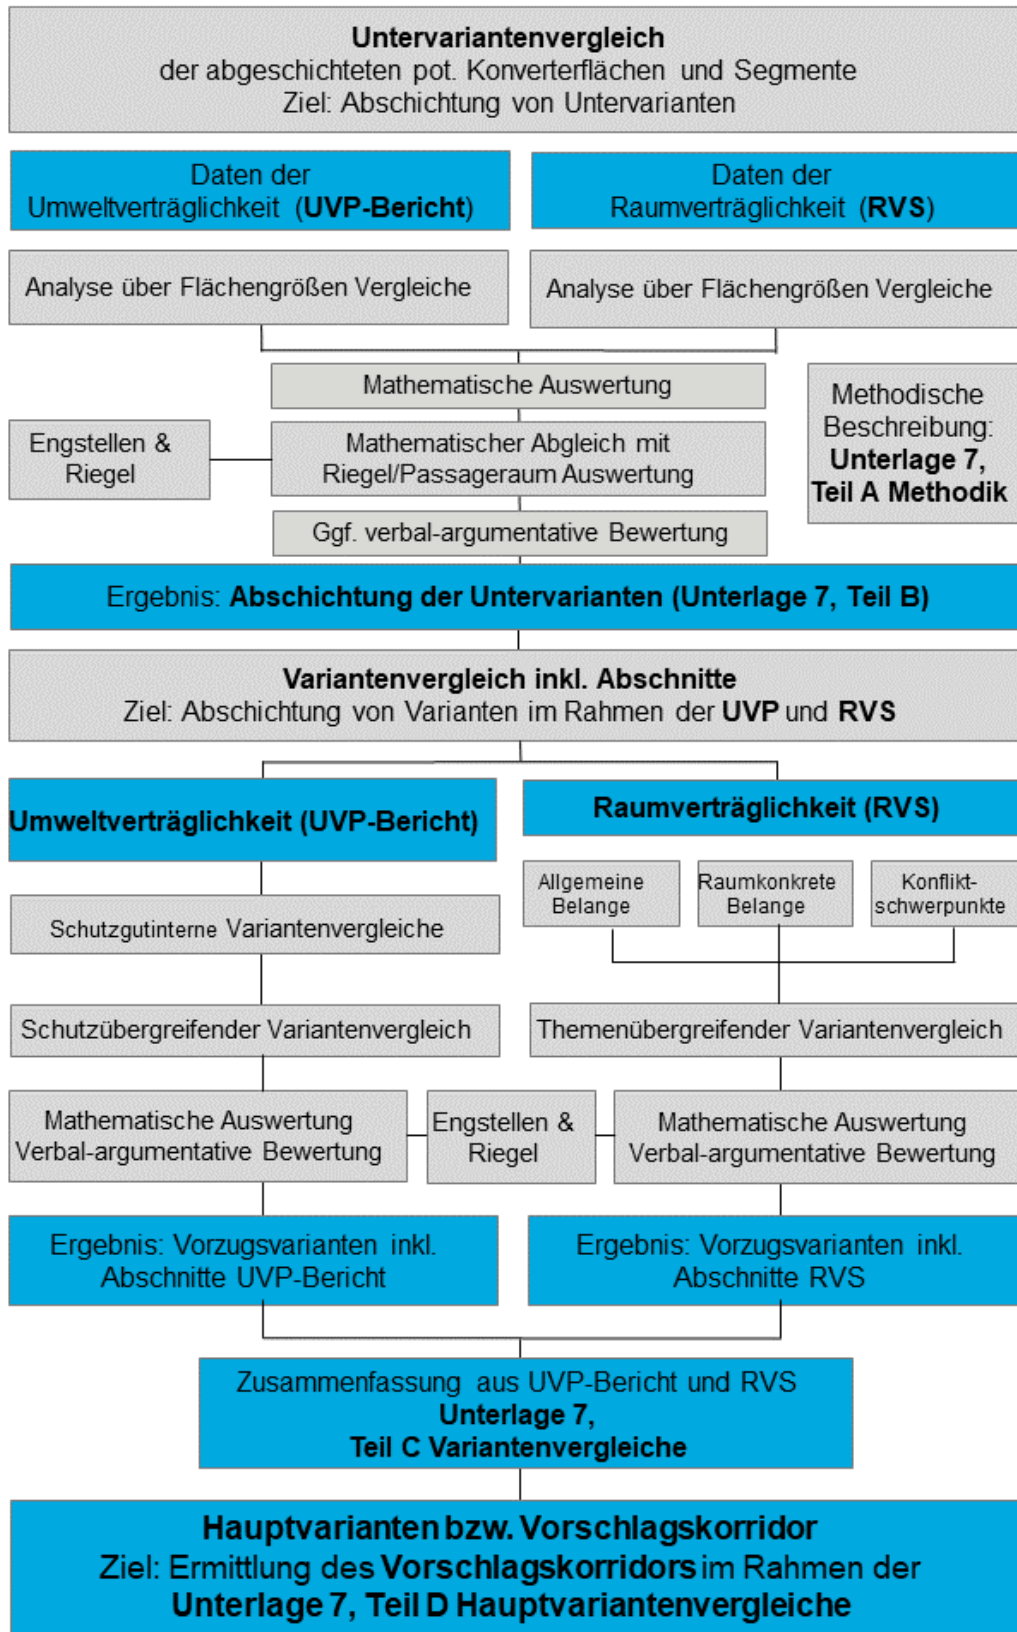 Untervariantenvergleich
der abgeschichteten pot. Konverterflächen und Segmente
Ziel: Abschichtung von Untervarianten
Daten der
Umweltverträglichkeit (UVP-Bericht)
Daten der
Raumverträglichkeit (RVS)
Analyse über Flächengrößen Vergleiche
Analyse über Flächengrößen Vergleiche
Mathematische Auswertung
Methodische
Beschreibung:
Unterlage 7,
Teil A Methodik
Engstellen &
Riegel
Mathematischer Abgleich mit
Riegel/Passageraum Auswertung
Ggf. verbal-argumentative Bewertung
Ergebnis: Abschichtung der Untervarianten (Unterlage 7, Teil B)
Variantenvergleich inkl. Abschnitte
Ziel: Abschichtung von Varianten im Rahmen der UVP und RVS
Umweltverträglichkeit (UVP-Bericht)
Raumverträglichkeit (RVS)
Allgemeine
Belange
Raumkonkrete
Belange
Konflikt-
schwerpunkte
Schutzgutinterne Variantenvergleiche
Schutzübergreifender Variantenvergleich
Themenübergreifender Variantenvergleich
Mathematische Auswertung
Verbal-argumentative Bewertung
Engstellen &
Riegel
Mathematische Auswertung
Verbal-argumentative Bewertung
Ergebnis: Vorzugsvarianten inkl.
Abschnitte UVP-Bericht
Ergebnis: Vorzugsvarianten inkl.
Abschnitte RVS
Zusammenfassung aus UVP-Bericht und RVS
Unterlage 7,
Teil C Variantenvergleiche
Hauptvarianten bzw. Vorschlagskorridor
Ziel: Ermittlung des Vorschlagskorridors im Rahmen der
Unterlage 7, Teil D Hauptvariantenvergleiche